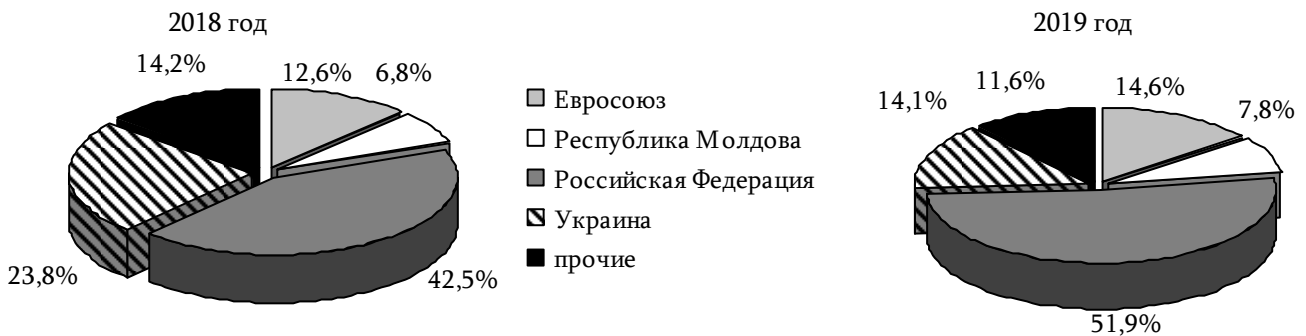 2018 год
14,2%
12,6%
6,8%
23,8%
42,5%
Евросоюз
Республика Молдова
Российская Федерация
Украина
прочие
2019 год
14,1%
11,6%
14,6%
7,8%
51,9%